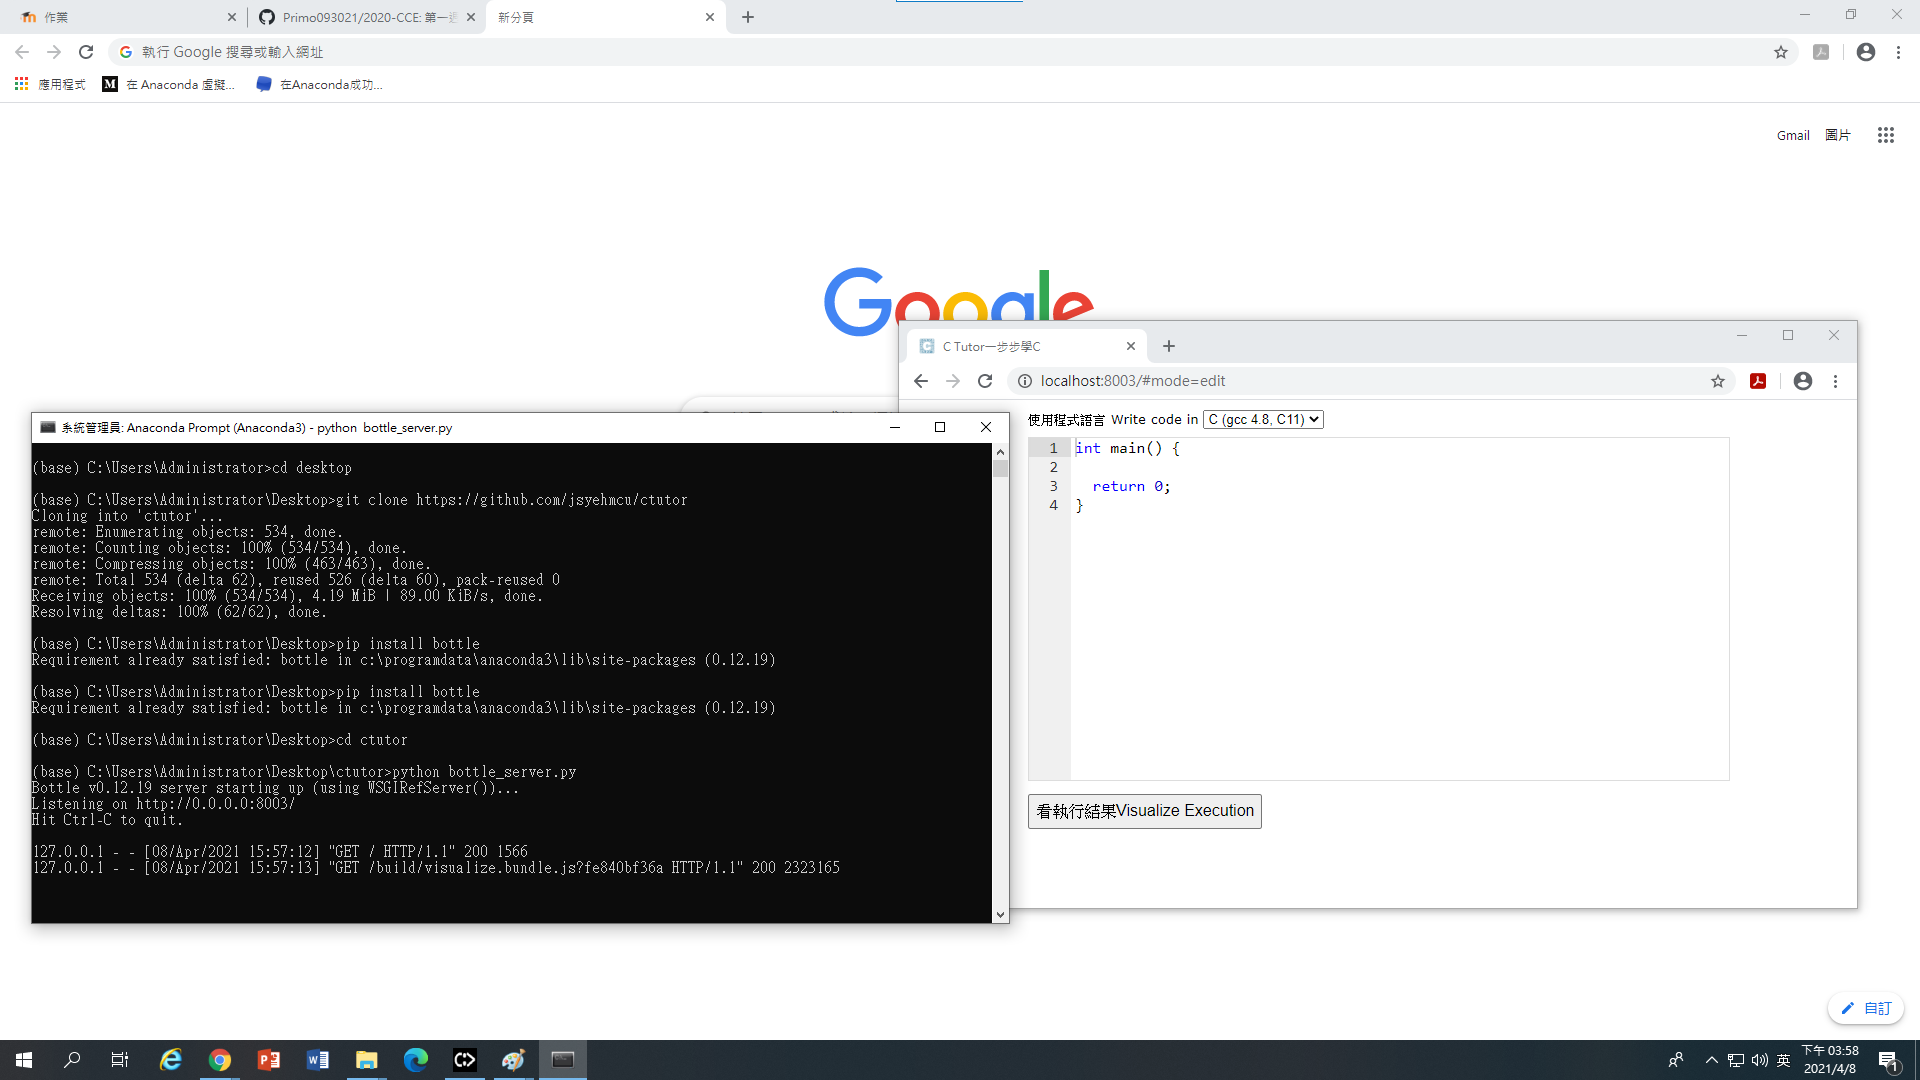 作業
Primo093021/2020-CCE: 第一週
新分頁
執行 Google 搜尋或輸入網址
應用程式
M 在 Anaconda 虛擬...
在Anaconda成功...
Gmail 圖片
Google
C Tutor一步步學C
localhost:8003/#mode=edit
使用程式語言 Write code in C (gcc 4.8, C11)
1 int main() {
2
3 return 0;
4 }
看執行結果Visualize Execution
系統管理員: Anaconda Prompt (Anaconda3) - python  bottle_server.py
(base) C:\Users\Administrator>cd desktop
(base) C:\Users\Administrator\Desktop>git clone https://github.com/jsyehmcu/ctutor
Cloning into 'ctutor'...
remote: Enumerating objects: 534, done.
remote: Counting objects: 100% (534/534), done.
remote: Compressing objects: 100% (463/463), done.
remote: Total 534 (delta 62), reused 526 (delta 60), pack-reused 0
Receiving objects: 100% (534/534), 4.19 MiB | 89.00 KiB/s, done.
Resolving deltas: 100% (62/62), done.
(base) C:\Users\Administrator\Desktop>pip install bottle
Requirement already satisfied: bottle in c:\programdata\anaconda3\lib\site-packages (0.12.19)
(base) C:\Users\Administrator\Desktop>pip install bottle
Requirement already satisfied: bottle in c:\programdata\anaconda3\lib\site-packages (0.12.19)
(base) C:\Users\Administrator\Desktop>cd ctutor
(base) C:\Users\Administrator\Desktop\ctutor>python bottle_server.py
Bottle v0.12.19 server starting up (using WSGIRefServer())...
Listening on http://0.0.0.0:8003/
Hit Ctrl-C to quit.
127.0.0.1 - - [08/Apr/2021 15:57:12] "GET / HTTP/1.1" 200 1566
127.0.0.1 - - [08/Apr/2021 15:57:13] "GET /build/visualize.bundle.js?fe840bf36a HTTP/1.1" 200 2323165
自訂
英
下午 03:58
2021/4/8
1